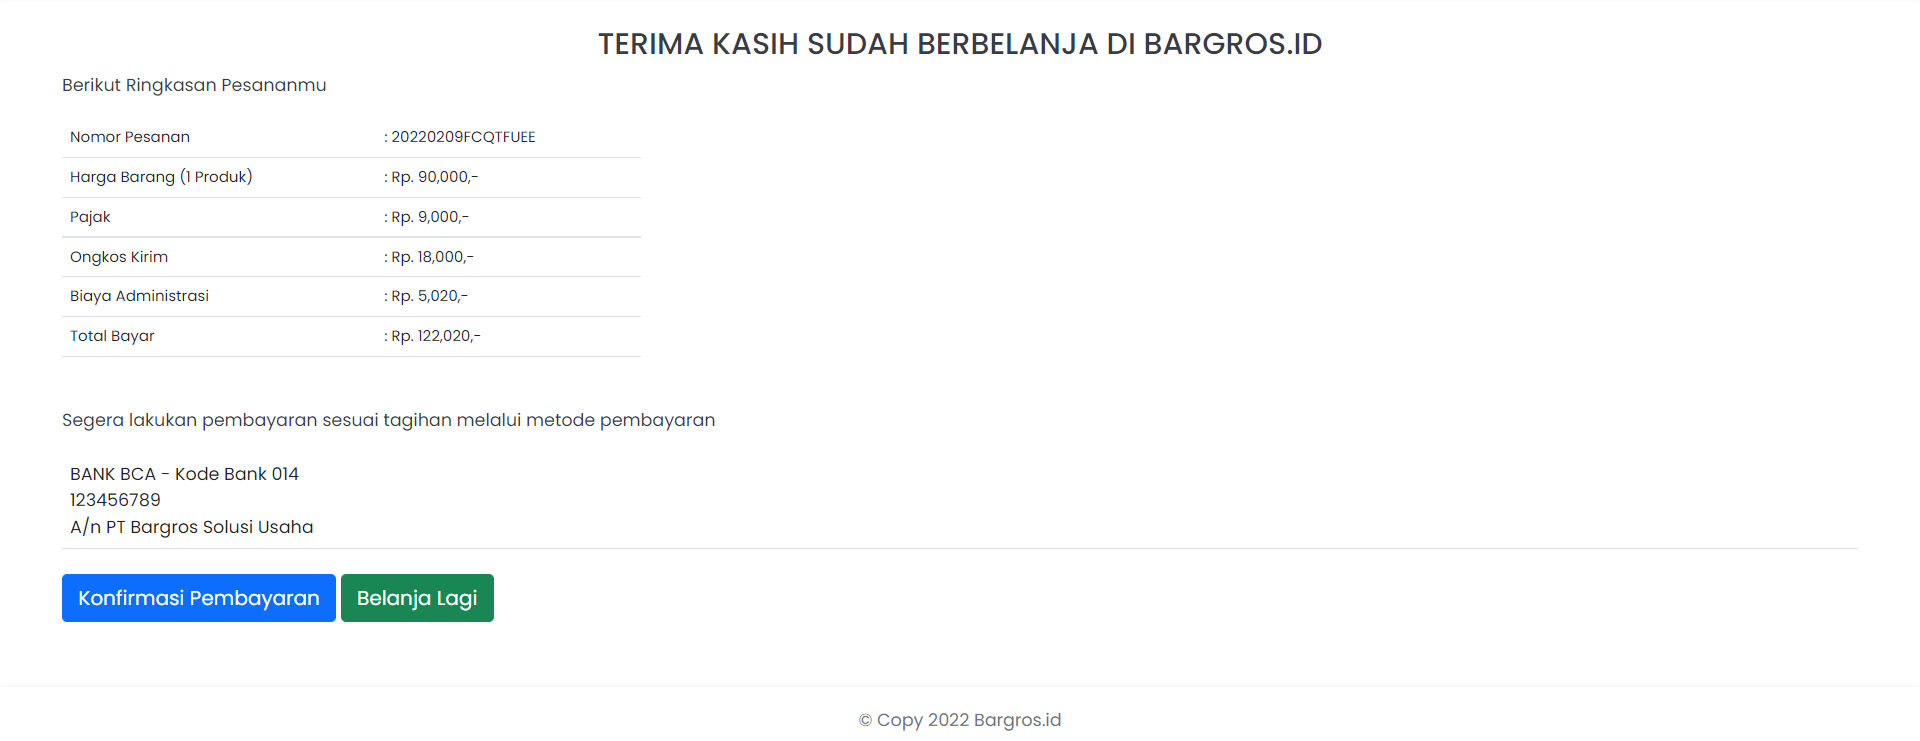 TERIMA KASIH SUDAH BERBELANJA DI BARGROS.ID
Berikut Ringkasan Pesananmu
Nomor Pesanan : 20220209FCQTFUEE
Harga Barang (1 Produk) : Rp. 90,000,-
Pajak : Rp. 9,000,-
Ongkos Kirim : Rp. 18,000,-
Biaya Administrasi : Rp. 5,020,-
Total Bayar : Rp. 122,020,-
Segera lakukan pembayaran sesuai tagihan melalui metode pembayaran
BANK BCA - Kode Bank 014
123456789
A/n PT Bargros Solusi Usaha
Konfirmasi Pembayaran Belanja Lagi
© Copy 2022 Bargros.id